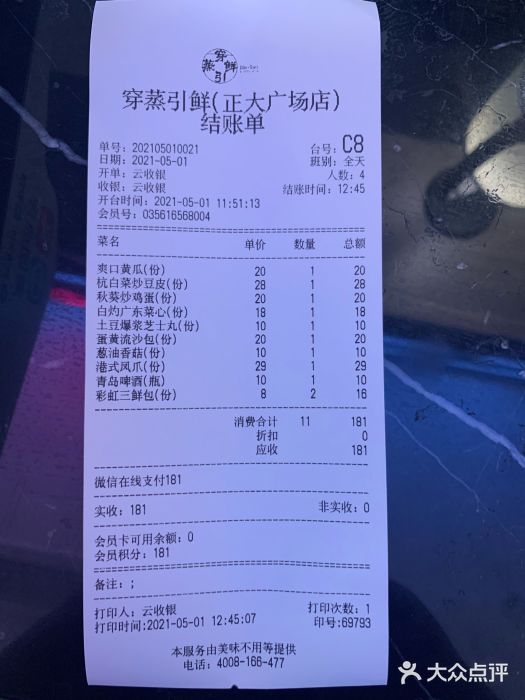 穿蒸鲜引
穿蒸引鲜(正大广场店)
结账单
单号: 202105010021 台号: C8
日期: 2021-05-01 班别: 全天
开单: 云收银 人数: 4
收银: 云收银 结账时间: 12:45
开台时间: 2021-05-01 11:51:13
会员号: 035616568004
菜名 单价 数量 总额
爽口黄瓜(份) 20 1 20
杭白菜炒豆皮(份) 28 1 28
秋葵炒鸡蛋(份) 20 1 20
白灼广东菜心(份) 18 1 18
土豆爆浆芝士丸(份) 10 1 10
蛋黄流沙包(份) 20 1 20
葱油香菇(份) 10 1 10
港式凤爪(份) 29 1 29
青岛啤酒(瓶) 10 1 10
彩虹三鲜包(份) 8 2 16
消费合计 11 181
折扣 0
应收 181
微信在线支付181
实收: 181 非实收: 0
会员卡可用余额: 0
会员积分: 181
备注: ;
打印人: 云收银 打印次数: 1
打印时间: 2021-05-01 12:45:07 印号: 69793
本服务由美味不用等提供
电话: 4008-166-477
大众点评